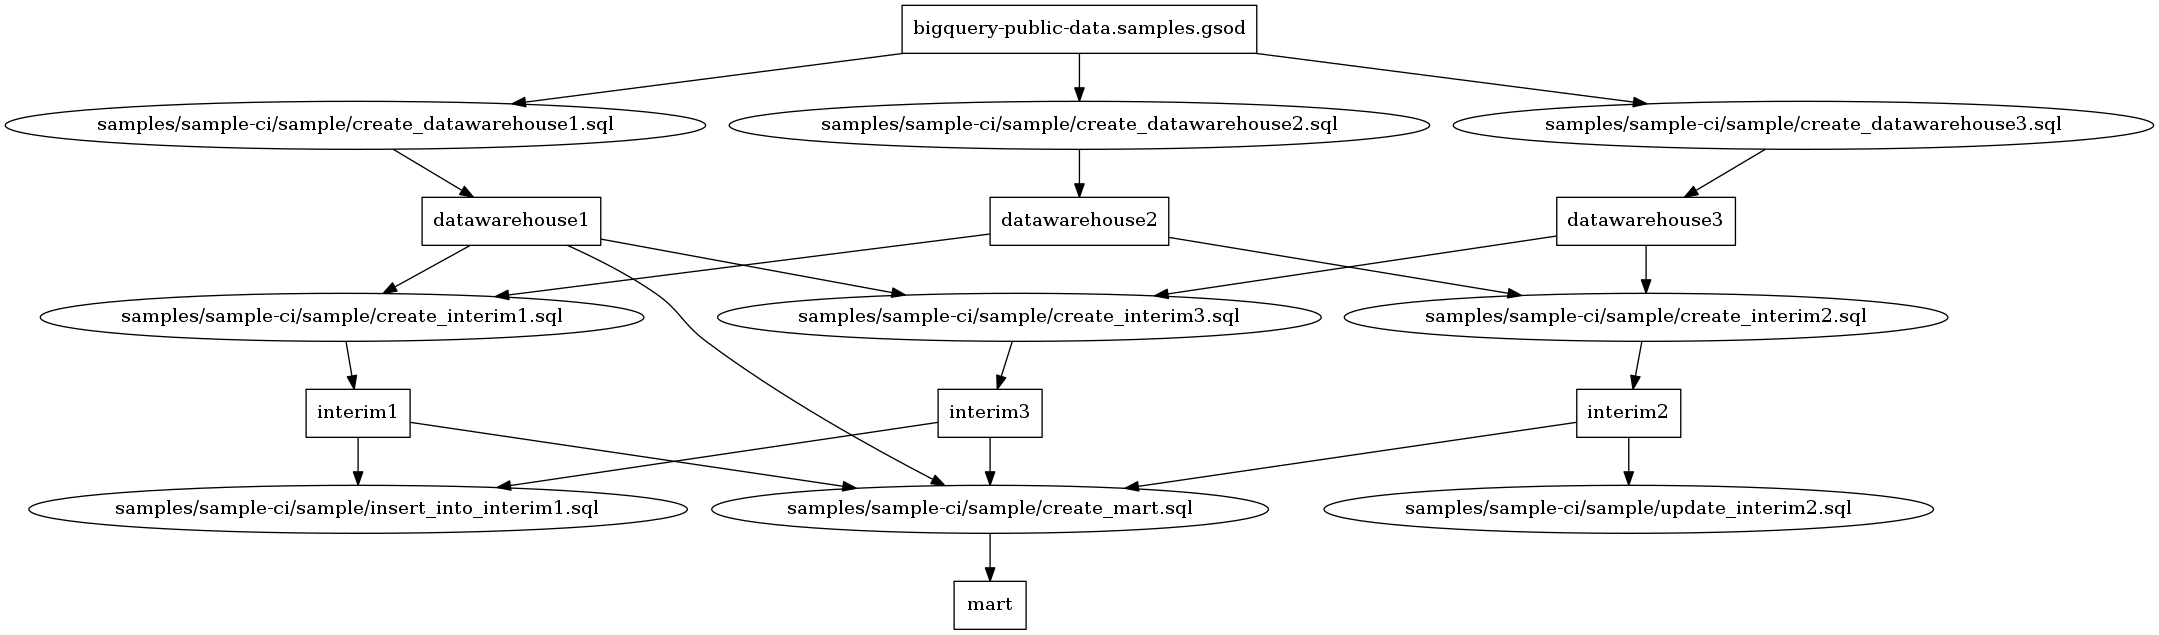 bigquery-public-data.samples.gsod
samples/sample-ci/sample/create_datawarehouse1.sql
samples/sample-ci/sample/create_datawarehouse2.sql
samples/sample-ci/sample/create_datawarehouse3.sql
datawarehouse1
datawarehouse2
datawarehouse3
samples/sample-ci/sample/create_interim1.sql
samples/sample-ci/sample/create_interim3.sql
samples/sample-ci/sample/create_interim2.sql
interim1
interim3
interim2
samples/sample-ci/sample/insert_into_interim1.sql
samples/sample-ci/sample/create_mart.sql
samples/sample-ci/sample/update_interim2.sql
mart